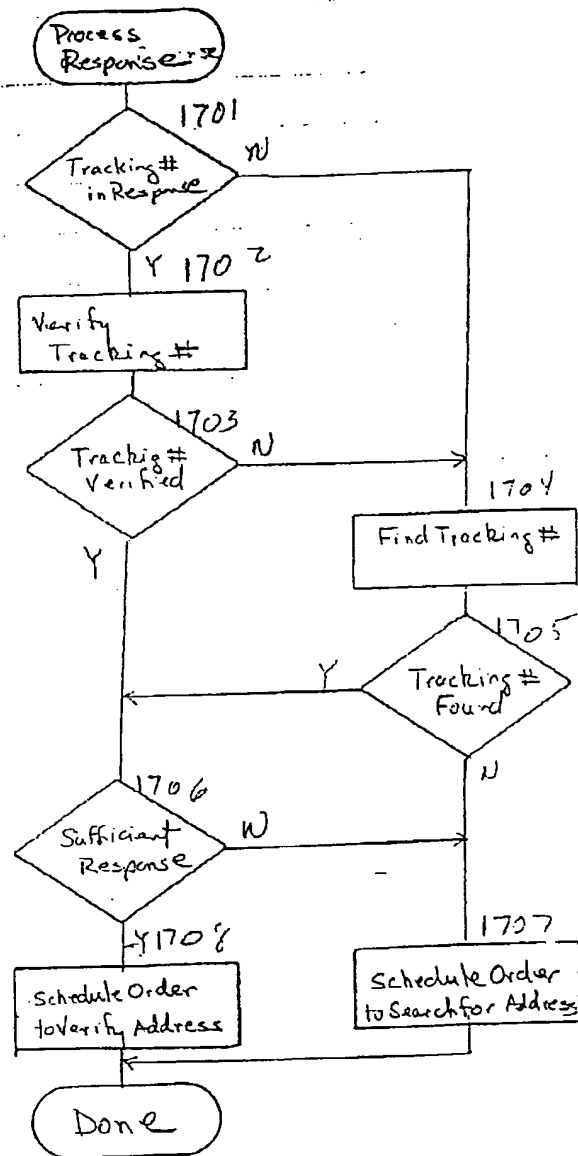 Process
Response
1701
Tracking #
in Response
N
Y 1702
Verify
Tracking #
1703
Trackig #
Verified
N
Y
1704
Find Tracking #
1705
Tracking #
Found
Y
N
1706
Sufficient
Response
N
Y 1708
Schedule Order
to Verify Address
1707
Schedule Order
to Search for Address
Done